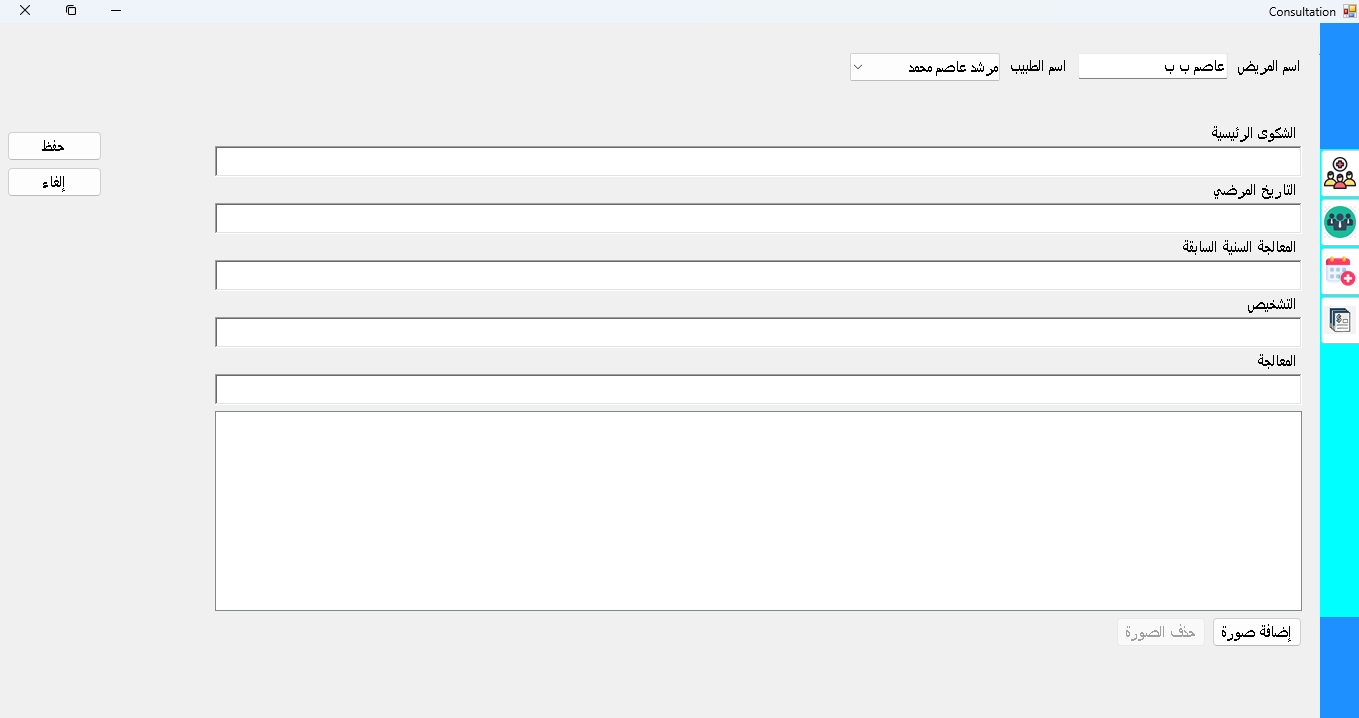 Consultation
اسم المريض عاصم ب ب اسم الطبيب مرشد عاصم محمد
الشكوى الرئيسية
حفظ
التاريخ المرضي
إلغاء
المعالجة السنية السابقة
التشخيص
المعالجة
إضافة صورة حذف الصورة